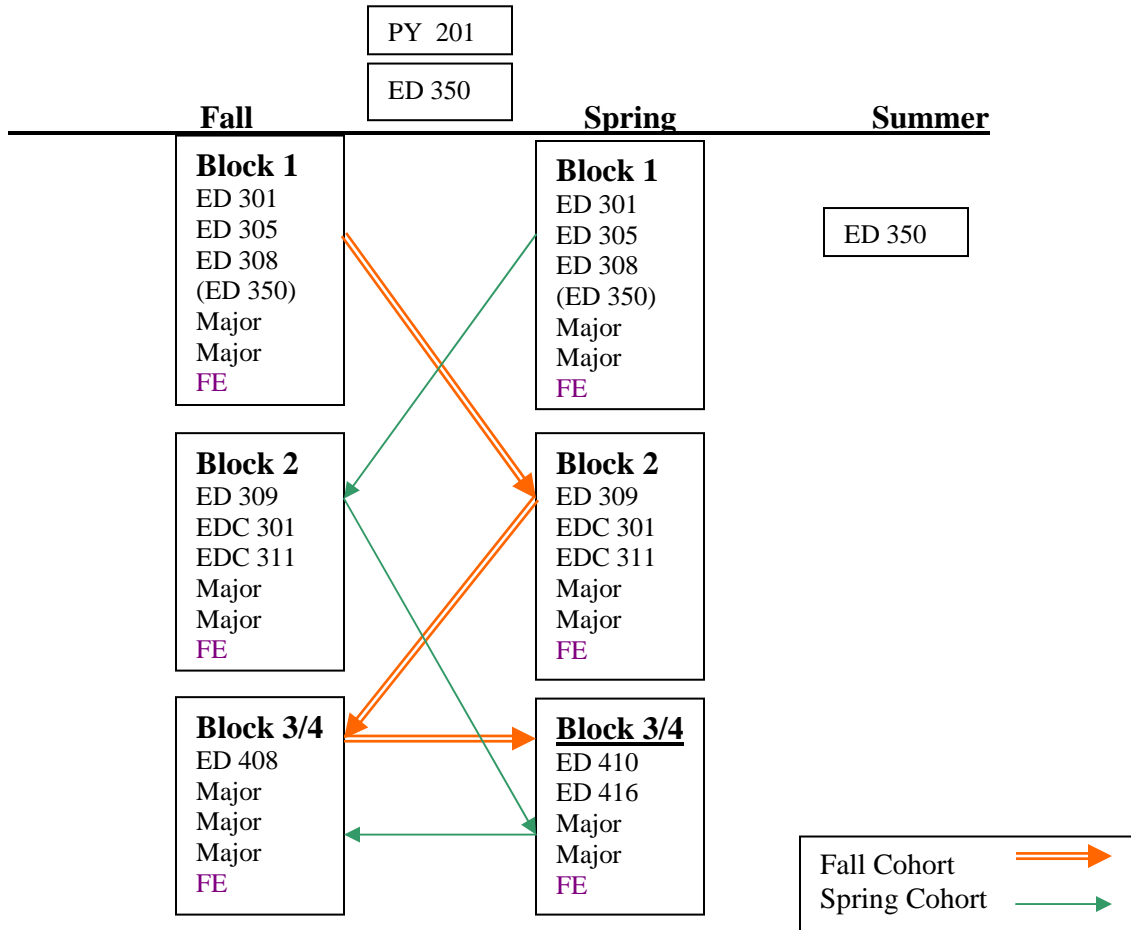 PY 201
ED 350
Fall
Spring
Summer
Block 1
ED 301
ED 305
ED 308
(ED 350)
Major
Major
FE
Block 1
ED 301
ED 305
ED 308
(ED 350)
Major
Major
FE
ED 350
Block 2
ED 309
EDC 301
EDC 311
Major
Major
FE
Block 2
ED 309
EDC 301
EDC 311
Major
Major
FE
Block 3/4
ED 408
Major
Major
Major
FE
Block 3/4
ED 410
ED 416
Major
Major
FE
Fall Cohort
Spring Cohort